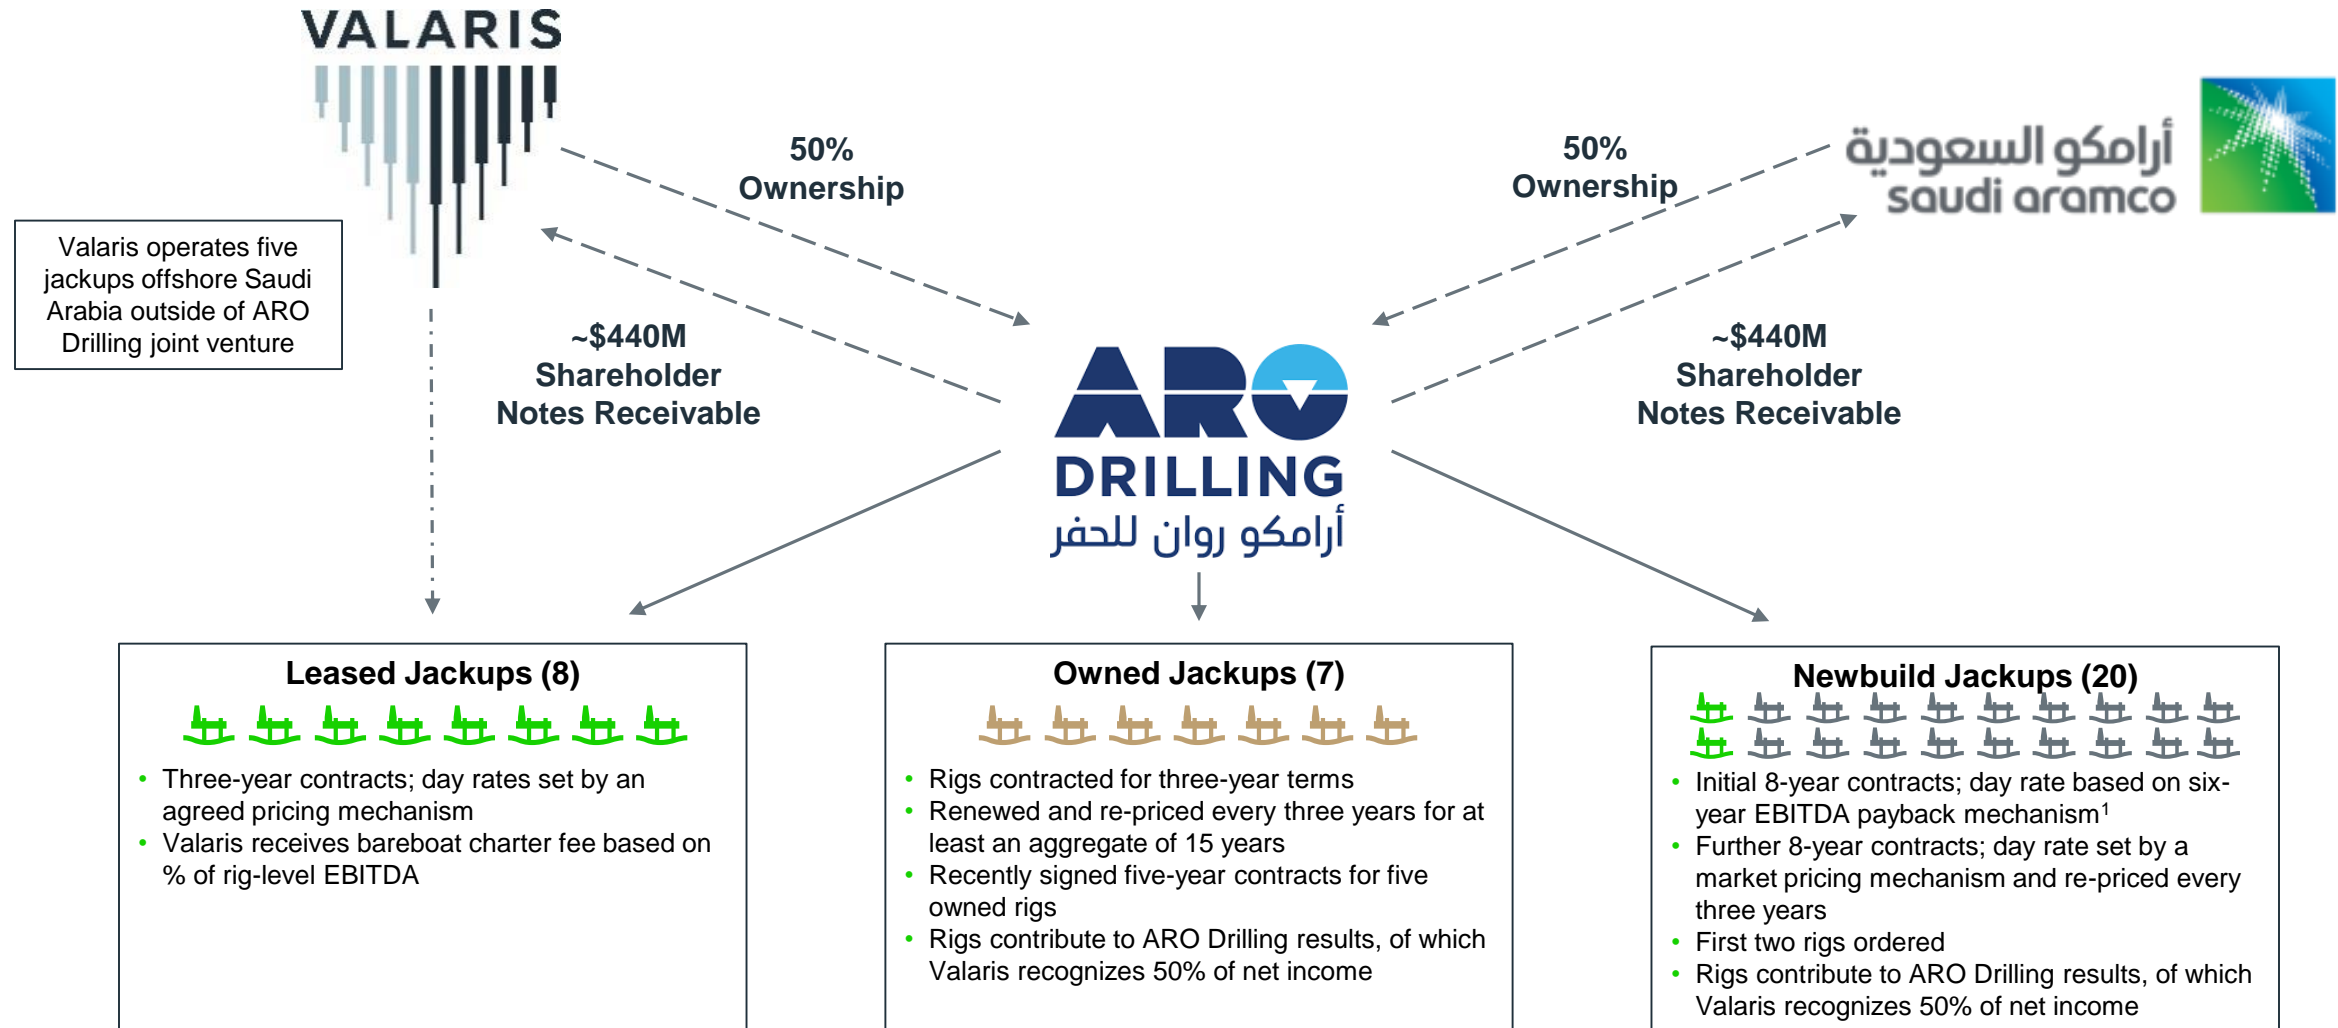 VALARIS
50%
Ownership
50%
Ownership
أرامكو السعودية
saudi aramco
Valaris operates five
jackups offshore Saudi
Arabia outside of ARO
Drilling joint venture
~$440M
Shareholder
Notes Receivable
ARO
DRILLING
أرامكو روان للحفر
~$440M
Shareholder
Notes Receivable
Leased Jackups (8)
• Three-year contracts; day rates set by an
agreed pricing mechanism
• Valaris receives bareboat charter fee based on
% of rig-level EBITDA
Owned Jackups (7)
• Rigs contracted for three-year terms
• Renewed and re-priced every three years for at
least an aggregate of 15 years
• Recently signed five-year contracts for five
owned rigs
• Rigs contribute to ARO Drilling results, of which
Valaris recognizes 50% of net income
Newbuild Jackups (20)
• Initial 8-year contracts; day rate based on six-
year EBITDA payback mechanism¹
• Further 8-year contracts; day rate set by a
market pricing mechanism and re-priced every
three years
• First two rigs ordered
• Rigs contribute to ARO Drilling results, of which
Valaris recognizes 50% of net income